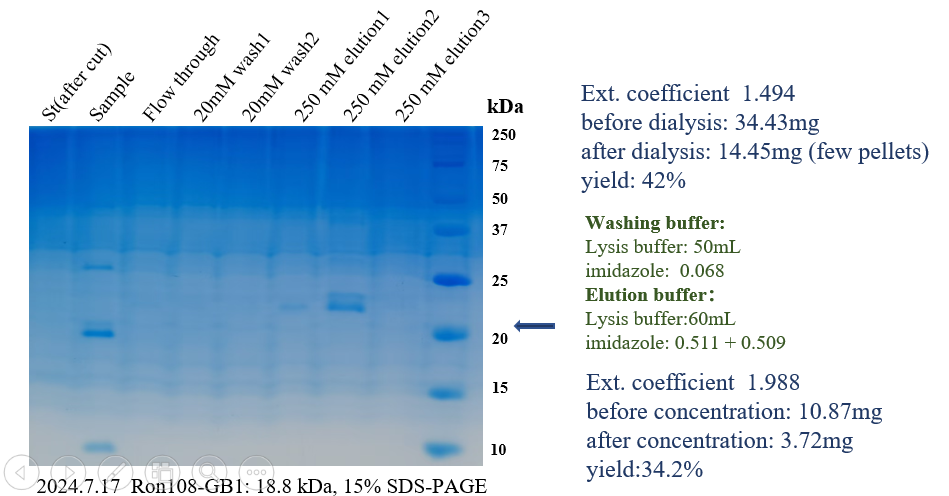 St(after cut)
Sample
Flow through
20mM wash1
20mM wash2
250 mM elution1
250 mM elution2
250 mM elution3
kDa
250
75
50
37
25
20
15
10
2024.7.17 Ron108-GB1: 18.8 kDa, 15% SDS-PAGE
Ext. coefficient 1.494
before dialysis: 34.43mg
after dialysis: 14.45mg (few pellets)
yield: 42%
Washing buffer:
Lysis buffer: 50mL
imidazole: 0.068
Elution buffer：
Lysis buffer:60mL
imidazole: 0.511 + 0.509
Ext. coefficient 1.988
before concentration: 10.87mg
after concentration: 3.72mg
yield:34.2%